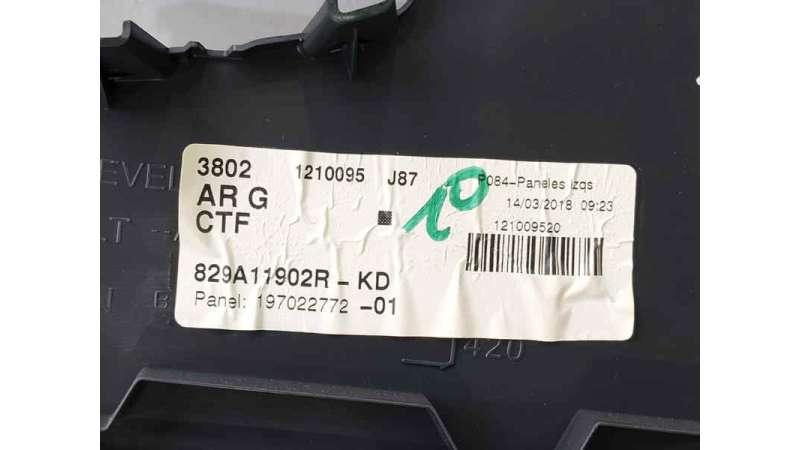 3802 1210095 J87 P084-Paneles izqs
AR G 14/03/2018 09:23
CTF 121009520
829A11902R - KD
Panel: 197022772 -01
420